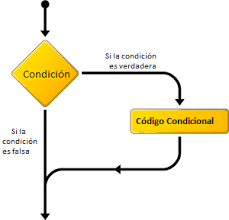 Si la condición
es verdadera
Condición
Código Condicional
Si la
condición
es falsa